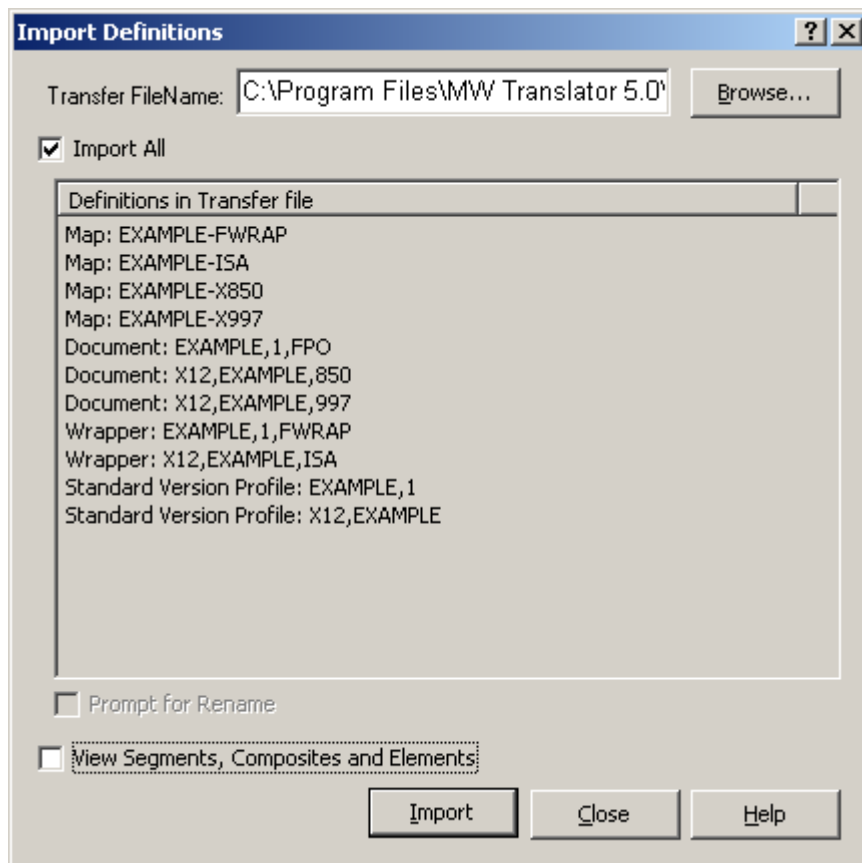 Import Definitions
Transfer FileName: C:\Program Files\MW Translator 5.0\ Browse...
Import All
Definitions in Transfer file
Map: EXAMPLE-FWRAP
Map: EXAMPLE-ISA
Map: EXAMPLE-X850
Map: EXAMPLE-X997
Document: EXAMPLE,1,FPO
Document: X12,EXAMPLE,850
Document: X12,EXAMPLE,997
Wrapper: EXAMPLE,1,FWRAP
Wrapper: X12,EXAMPLE,ISA
Standard Version Profile: EXAMPLE,1
Standard Version Profile: X12,EXAMPLE
Prompt for Rename
View Segments, Composites and Elements
Import Close Help